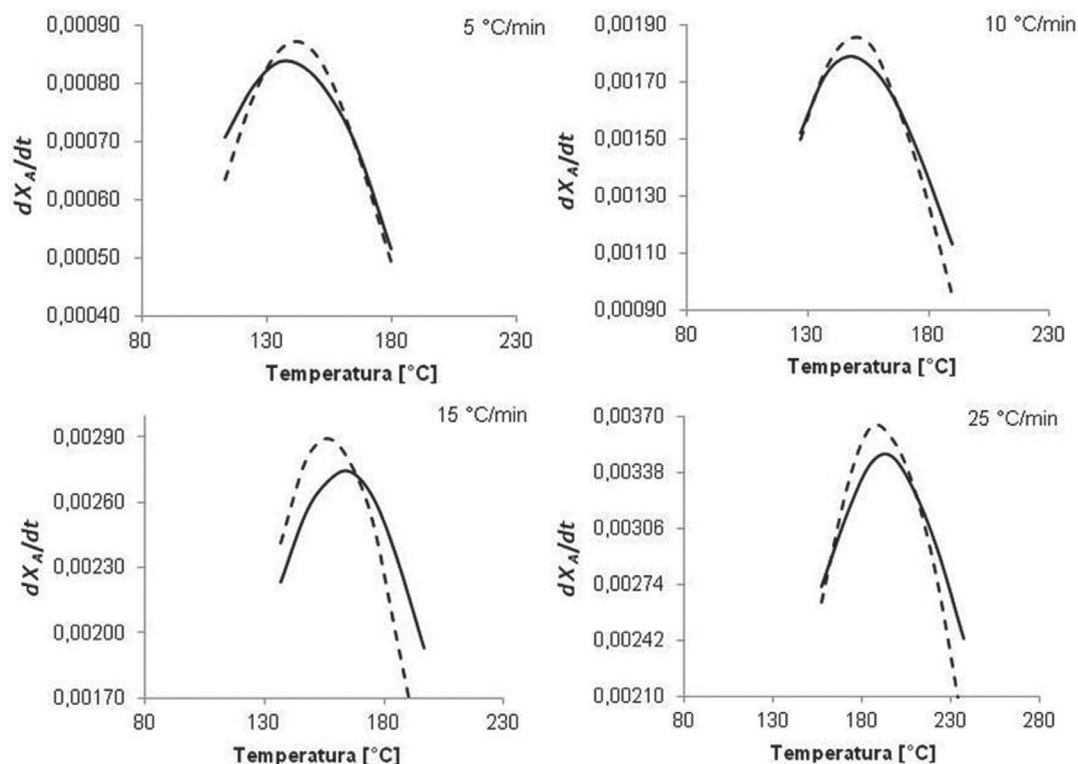 5 °C/min
0,00090
0,00080
0,00070
0,00060
0,00050
0,00040
dX_A/dt
80 130 180 230
Temperatura [°C]
10 °C/min
0,00190
0,00170
0,00150
0,00130
0,00110
0,00090
dX_A/dt
80 130 180 230
Temperatura [°C]
15 °C/min
0,00290
0,00260
0,00230
0,00200
0,00170
dX_A/dt
80 130 180 230
Temperatura [°C]
25 °C/min
0,00370
0,00338
0,00306
0,00274
0,00242
0,00210
dX_A/dt
80 130 180 230 280
Temperatura [°C]